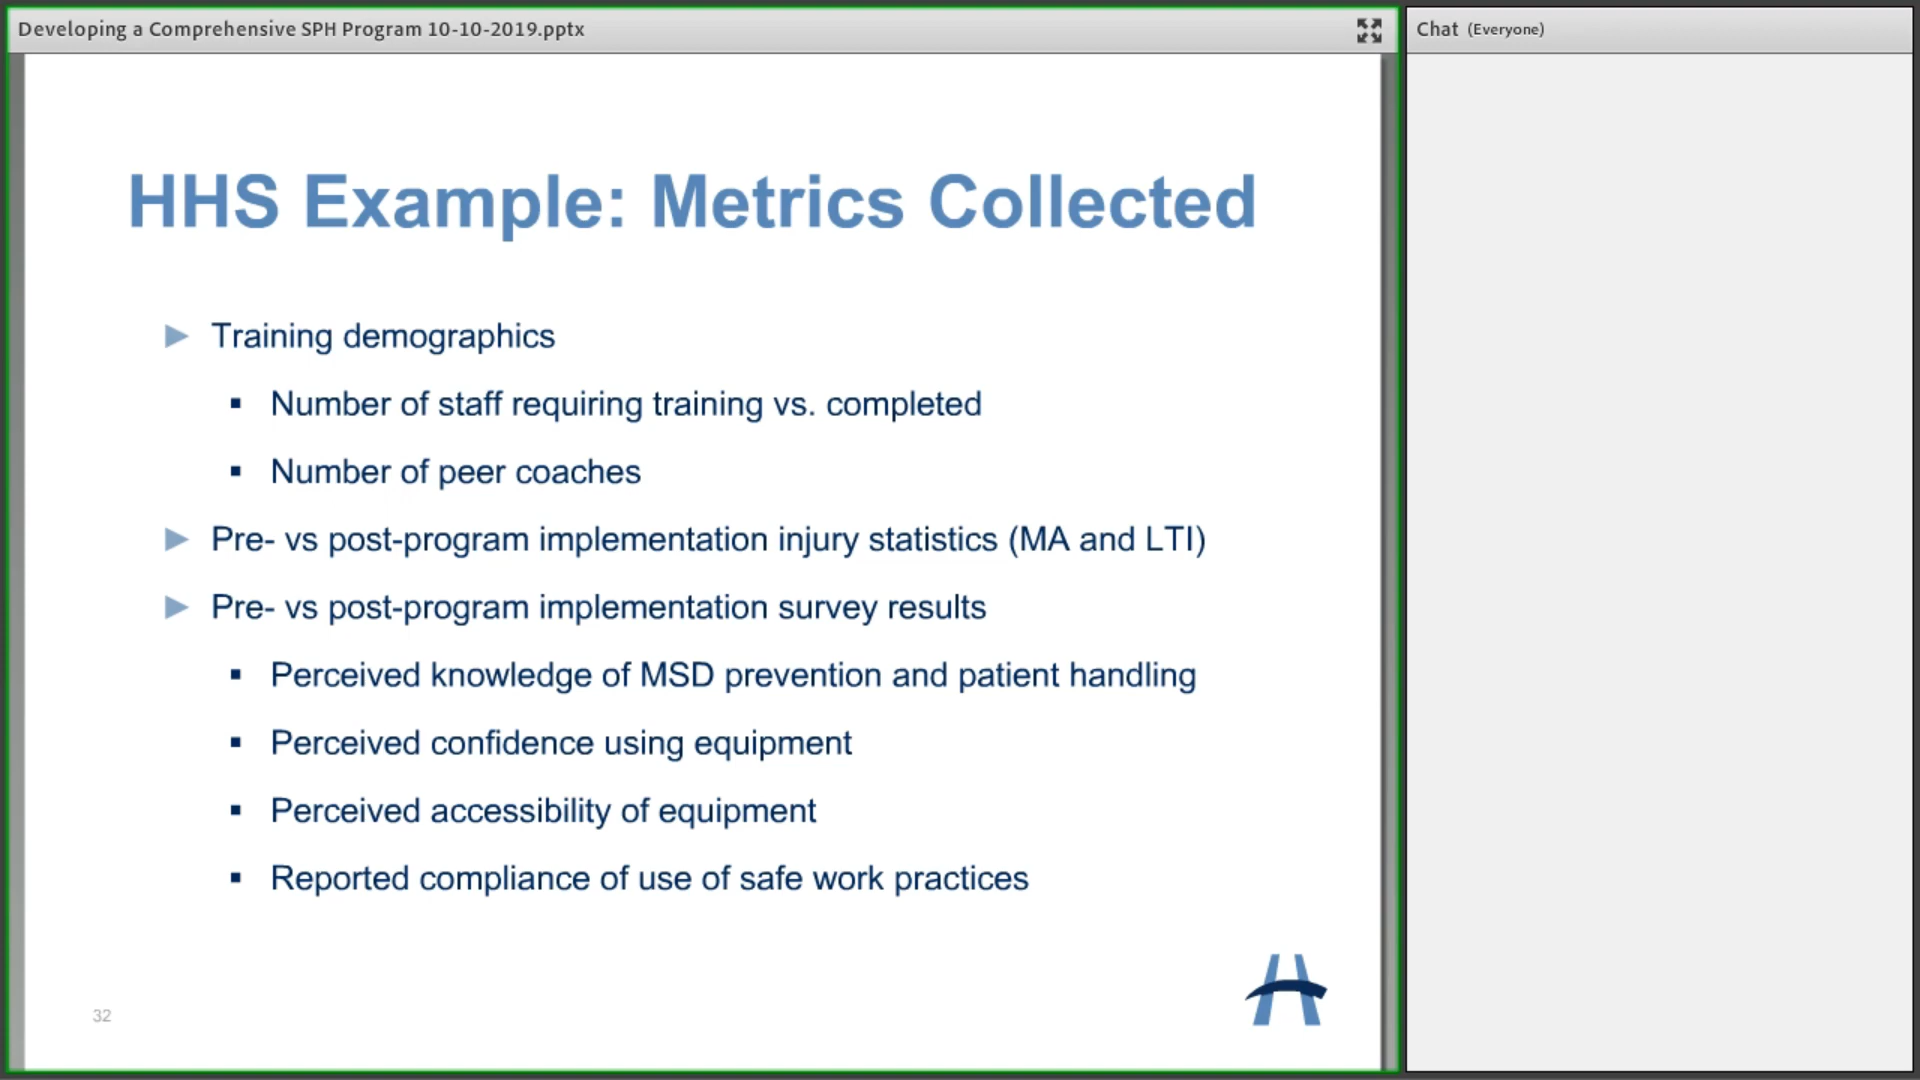 Developing a Comprehensive SPH Program 10-10-2019.pptx
Chat (Everyone)
HHS Example: Metrics Collected
Training demographics
Number of staff requiring training vs. completed
Number of peer coaches
Pre- vs post-program implementation injury statistics (MA and LTI)
Pre- vs post-program implementation survey results
Perceived knowledge of MSD prevention and patient handling
Perceived confidence using equipment
Perceived accessibility of equipment
Reported compliance of use of safe work practices
32